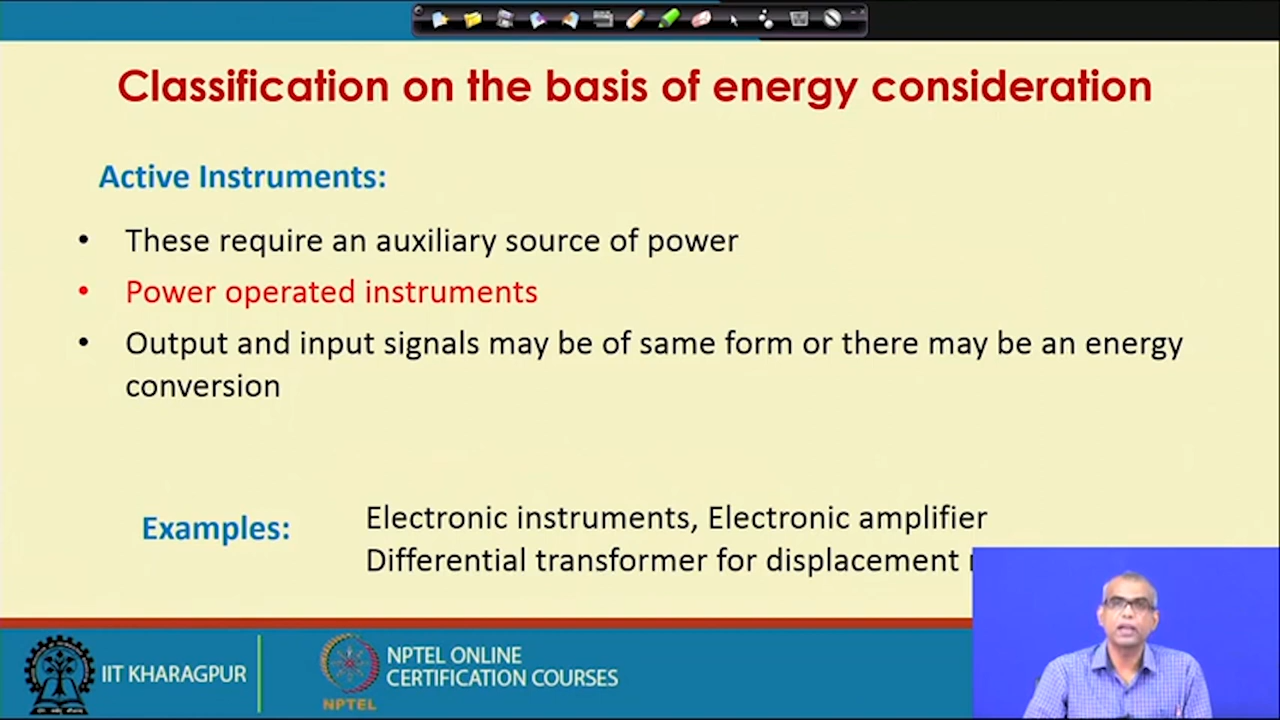 Classification on the basis of energy consideration
Active Instruments:
• These require an auxiliary source of power
• Power operated instruments
• Output and input signals may be of same form or there may be an energy
conversion
Examples:
Electronic instruments, Electronic amplifier
Differential transformer for displacement
IIT KHARAGPUR
NPTEL
NPTEL ONLINE
CERTIFICATION COURSES